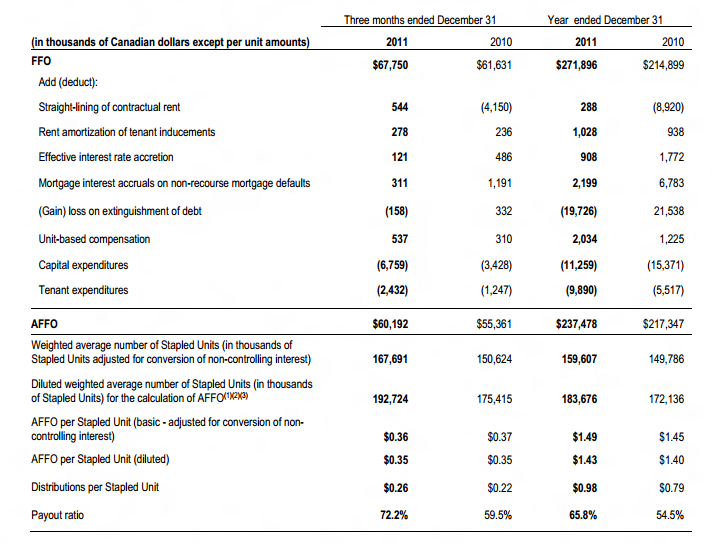 Three months ended December 31 Year ended December 31
(in thousands of Canadian dollars except per unit amounts) 2011 2010 2011 2010
FFO $67,750 $61,631 $271,896 $214,899
Add (deduct):
Straight-lining of contractual rent 544 (4,150) 288 (8,920)
Rent amortization of tenant inducements 278 236 1,028 938
Effective interest rate accretion 121 486 908 1,772
Mortgage interest accruals on non-recourse mortgage defaults 311 1,191 2,199 6,783
(Gain) loss on extinguishment of debt (158) 332 (19,726) 21,538
Unit-based compensation 537 310 2,034 1,225
Capital expenditures (6,759) (3,428) (11,259) (15,371)
Tenant expenditures (2,432) (1,247) (9,890) (5,517)
AFFO $60,192 $55,361 $237,478 $217,347
Weighted average number of Stapled Units (in thousands of
Stapled Units adjusted for conversion of non-controlling interest) 167,691 150,624 159,607 149,786
Diluted weighted average number of Stapled Units (in thousands
of Stapled Units) for the calculation of AFFO(1)(2)(3) 192,724 175,415 183,676 172,136
AFFO per Stapled Unit (basic - adjusted for conversion of non-
controlling interest) $0.36 $0.37 $1.49 $1.45
AFFO per Stapled Unit (diluted) $0.35 $0.35 $1.43 $1.40
Distributions per Stapled Unit $0.26 $0.22 $0.98 $0.79
Payout ratio 72.2% 59.5% 65.8% 54.5%